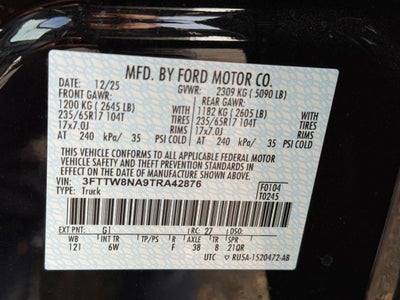 MFD. BY FORD MOTOR CO.
12/25 GVWR: 2309 KG ( 5090 LB)
FRONT GAWR: REAR GAWR:
1200 KG ( 2645 LB) 1182 KG ( 2605 LB)
235/65R17 104T TIRES 235/65R17 104T TIRES
17x7.0J RIMS 17x7.0J RIMS
AT 240 kPa/ 35 PSI COLD AT 240 kPa/ 35 PSI COLD
THIS VEHICLE CONFORMS TO ALL APPLICABLE FEDERAL MOTOR
VEHICLE SAFETY AND THEFT PREVENTION STANDARDS IN
EFFECT ON THE DATE OF MANUFACTURE SHOWN ABOVE.
VIN: 3FTTW8NA9TRA42876
TYPE: Truck
F0104
T0245
EXT PNT: G1 RC: 27 DSO:
WB INT TR TP/PS R AXLE TR SPR
121 6W F 38 8 21QR
UTC RU5A-1520472-AB